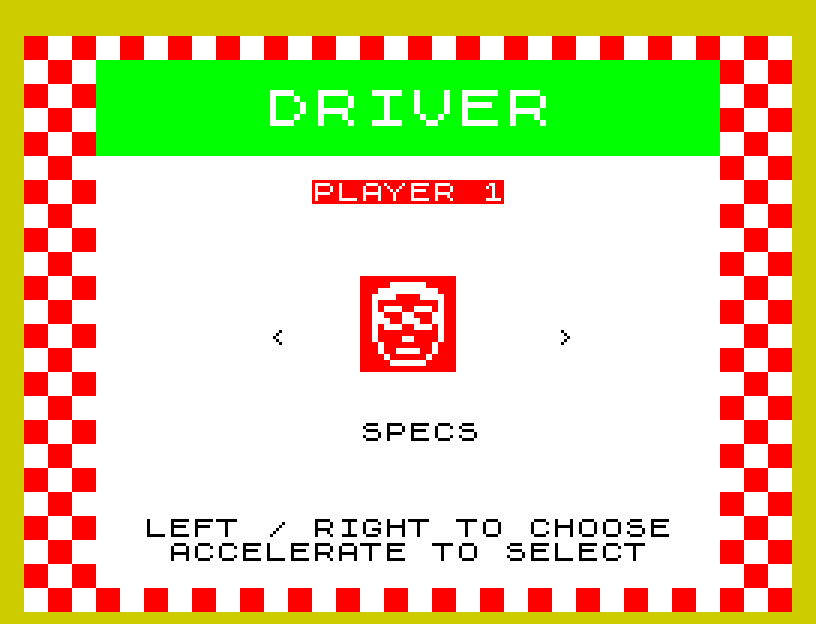 DRIVER
PLAYER 1
< >
SPECS
LEFT / RIGHT TO CHOOSE
ACCELERATE TO SELECT